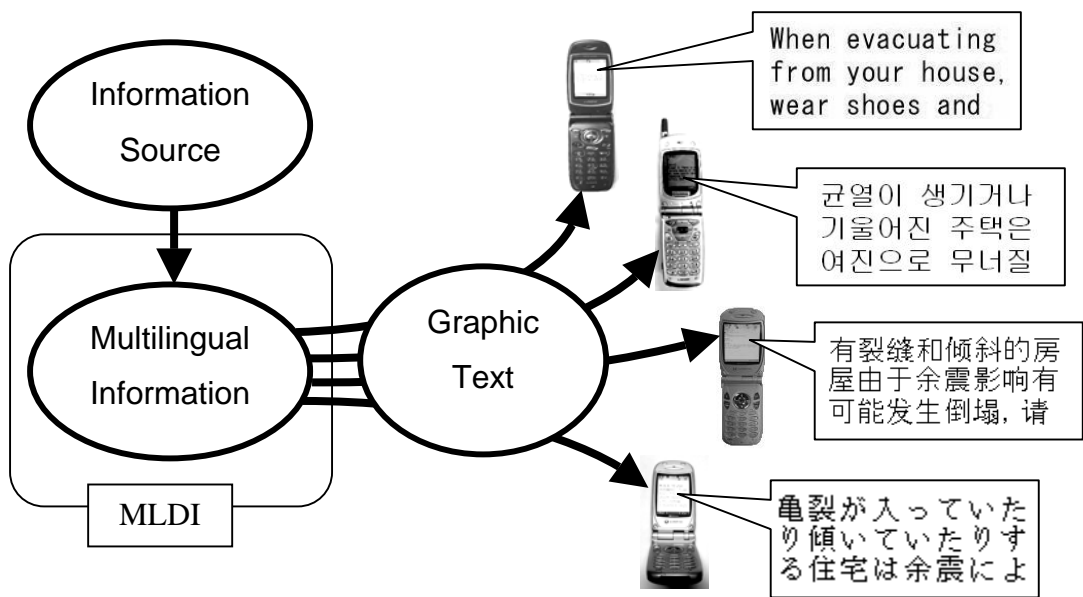 Information
Source
Multilingual
Information
MLDI
Graphic
Text
When evacuating
from your house,
wear shoes and
균열이 생기거나
기울어진 주택은
여진으로 무너질
有裂缝和倾斜的房
屋由于余震影响有
可能发生倒塌, 请
亀裂が入っていた
り傾いていたりす
る住宅は余震によ